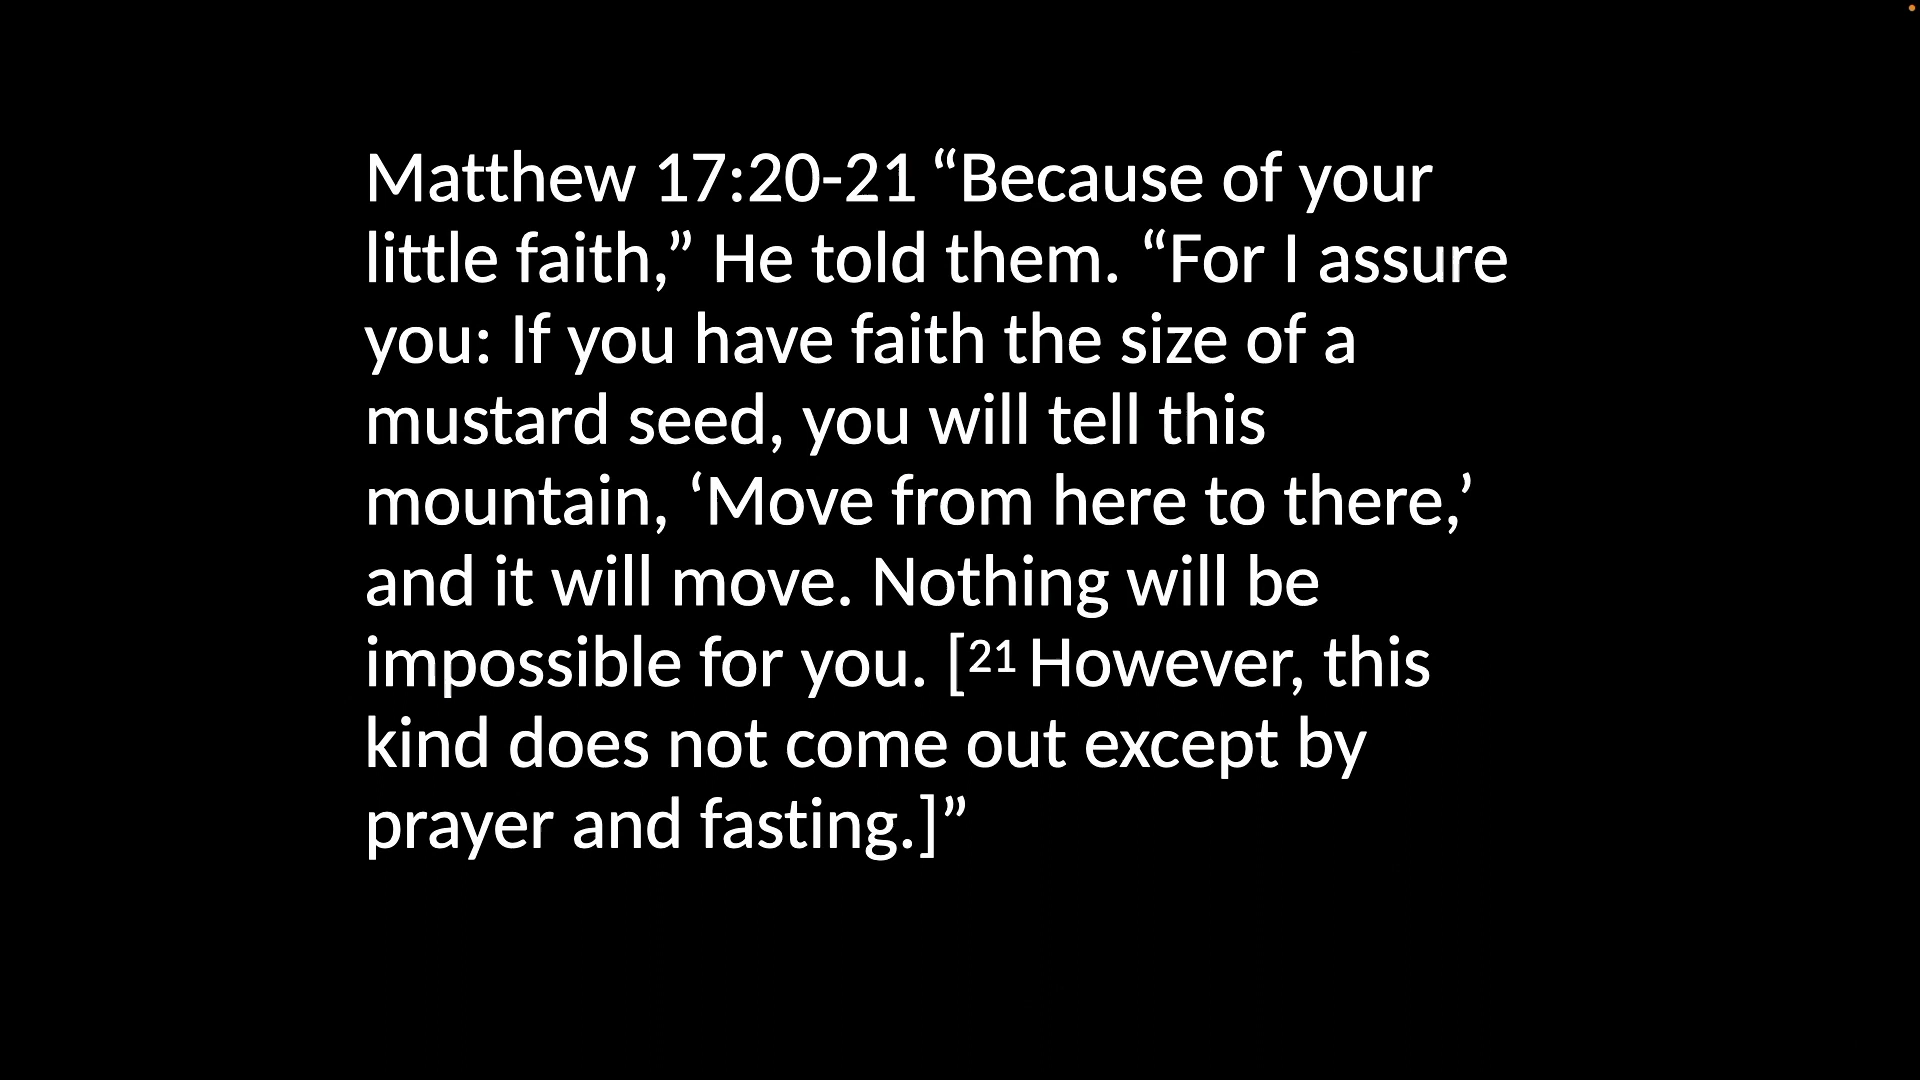 Matthew 17:20-21 “Because of your
little faith,” He told them. “For I assure
you: If you have faith the size of a
mustard seed, you will tell this
mountain, ‘Move from here to there,’
and it will move. Nothing will be
impossible for you. [²¹ However, this
kind does not come out except by
prayer and fasting.]”